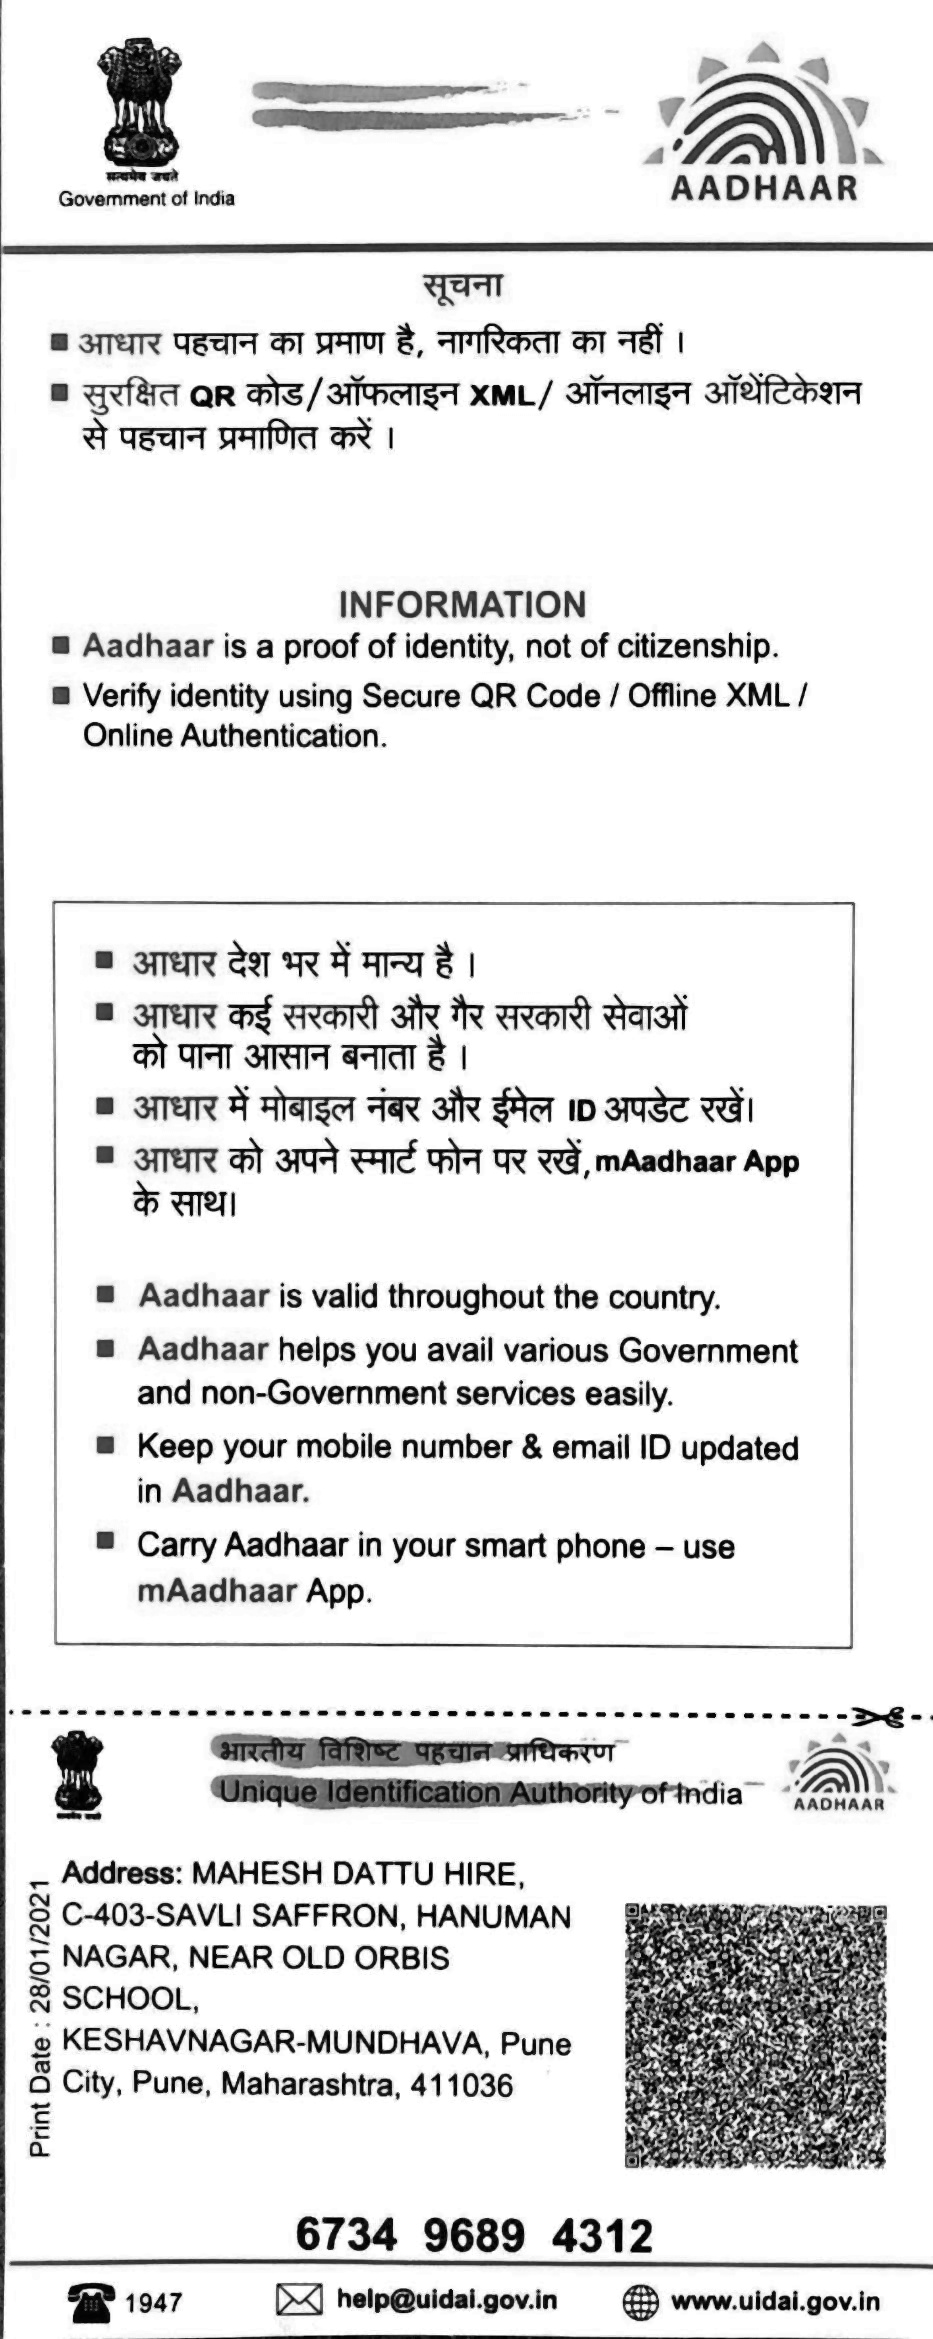 सत्यमेव जयते
Government of India
AADHAAR
सूचना
आधार पहचान का प्रमाण है, नागरिकता का नहीं ।
सुरक्षित QR कोड/ऑफलाइन XML/ ऑनलाइन ऑथेंटिकेशन
से पहचान प्रमाणित करें ।
INFORMATION
Aadhaar is a proof of identity, not of citizenship.
Verify identity using Secure QR Code / Offline XML /
Online Authentication.
आधार देश भर में मान्य है ।
आधार कई सरकारी और गैर सरकारी सेवाओं
को पाना आसान बनाता है ।
आधार में मोबाइल नंबर और ईमेल ID अपडेट रखें।
आधार को अपने स्मार्ट फोन पर रखें, mAadhaar App
के साथ।
Aadhaar is valid throughout the country.
Aadhaar helps you avail various Government
and non-Government services easily.
Keep your mobile number & email ID updated
in Aadhaar.
Carry Aadhaar in your smart phone – use
mAadhaar App.
भारतीय विशिष्ट पहचान प्राधिकरण
Unique Identification Authority of India
AADHAAR
Print Date : 28/01/2021
Address: MAHESH DATTU HIRE,
C-403-SAVLI SAFFRON, HANUMAN
NAGAR, NEAR OLD ORBIS
SCHOOL,
KESHAVNAGAR-MUNDHAVA, Pune
City, Pune, Maharashtra, 411036
6734 9689 4312
1947
help@uidai.gov.in
www.uidai.gov.in